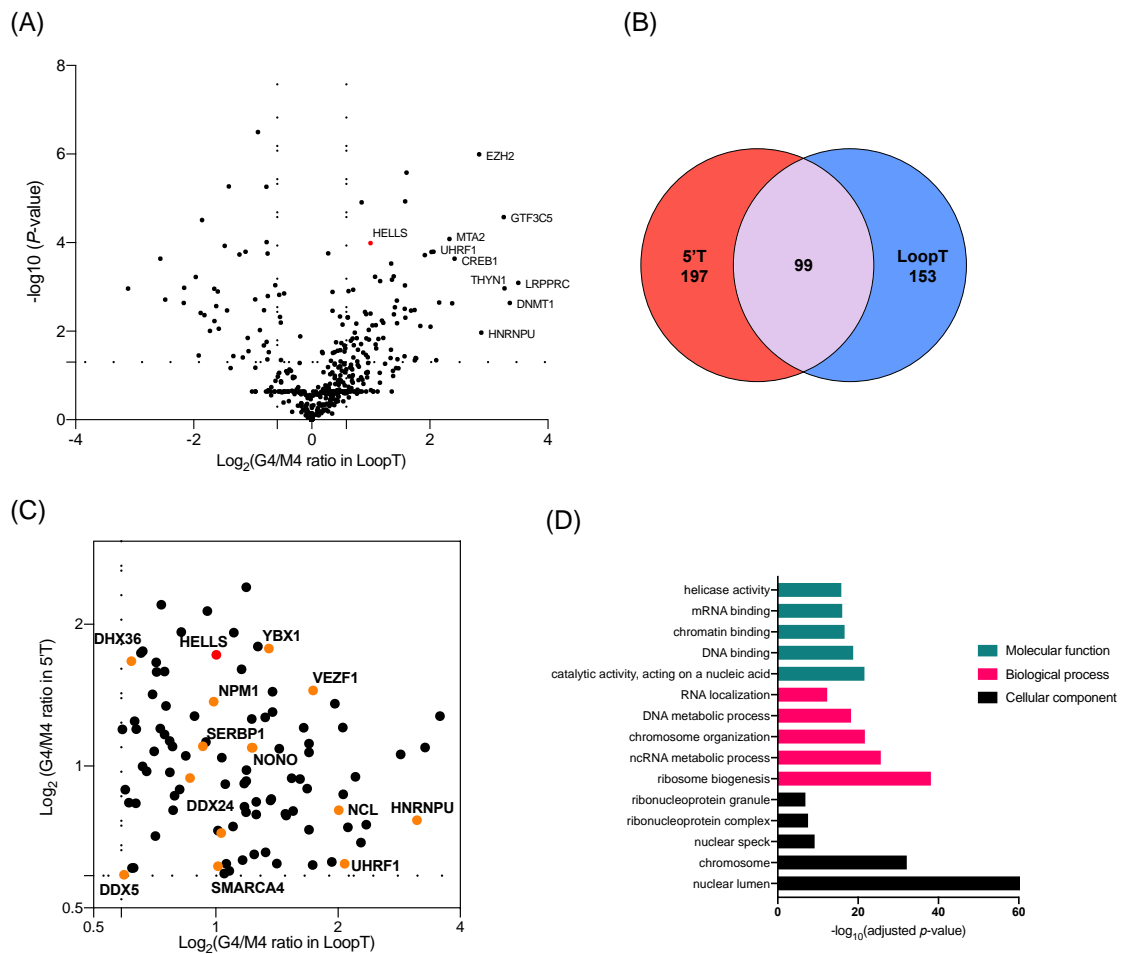 (A)
8
6
4
2
0
-log10 (P-value)
-4
-2
0
2
4
Log2(G4/M4 ratio in LoopT)
EZH2
GTF3C5
HELLS
MTA2
UHRF1
CREB1
THYN1
LRPPRC
DNMT1
HNRNPU
(B)
5'T
197
99
LoopT
153
(C)
2
1
0.5
Log2 (G4/M4 ratio in 5'T)
0.5
1
2
4
Log2(G4/M4 ratio in LoopT)
DHX36
HELLS
YBX1
VEZF1
NPM1
SERBP1
NONO
DDX24
NCL
HNRNPU
UHRF1
DDX5
SMARCA4
(D)
helicase activity
mRNA binding
chromatin binding
DNA binding
catalytic activity, acting on a nucleic acid
RNA localization
DNA metabolic process
chromosome organization
ncRNA metabolic process
ribosome biogenesis
ribonucleoprotein granule
ribonucleoprotein complex
nuclear speck
chromosome
nuclear lumen
0
20
40
60
-log10(adjusted p-value)
Molecular function
Biological process
Cellular component